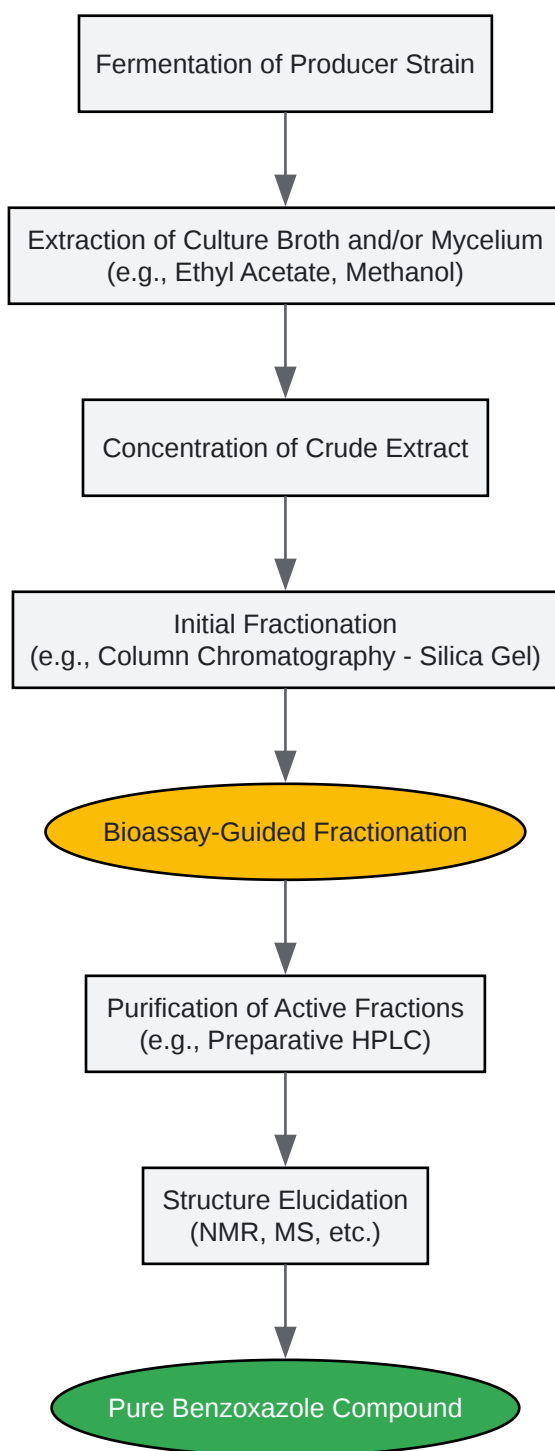 Fermentation of Producer Strain
Extraction of Culture Broth and/or Mycelium
(e.g., Ethyl Acetate, Methanol)
Concentration of Crude Extract
Initial Fractionation
(e.g., Column Chromatography - Silica Gel)
Bioassay-Guided Fractionation
Purification of Active Fractions
(e.g., Preparative HPLC)
Structure Elucidation
(NMR, MS, etc.)
Pure Benzoxazole Compound